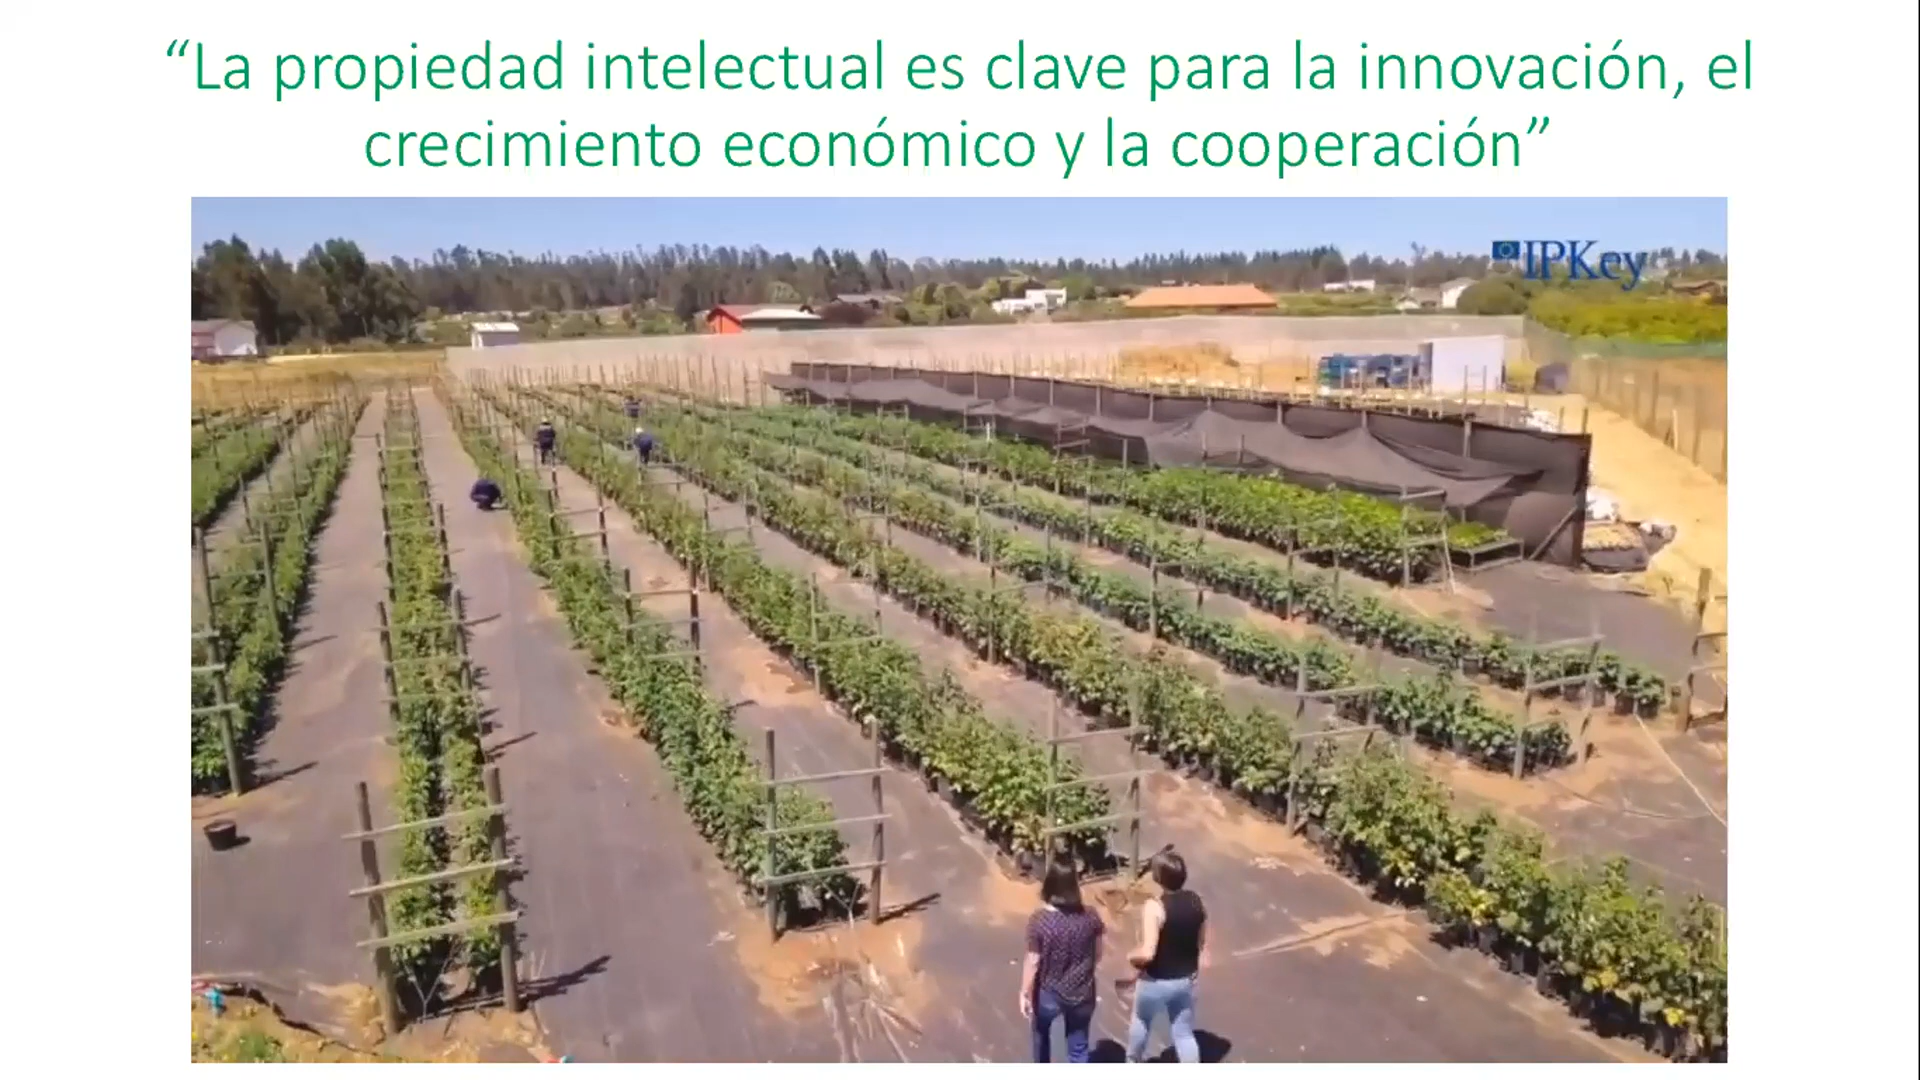 “La propiedad intelectual es clave para la innovación, el
crecimiento económico y la cooperación”
IPKey